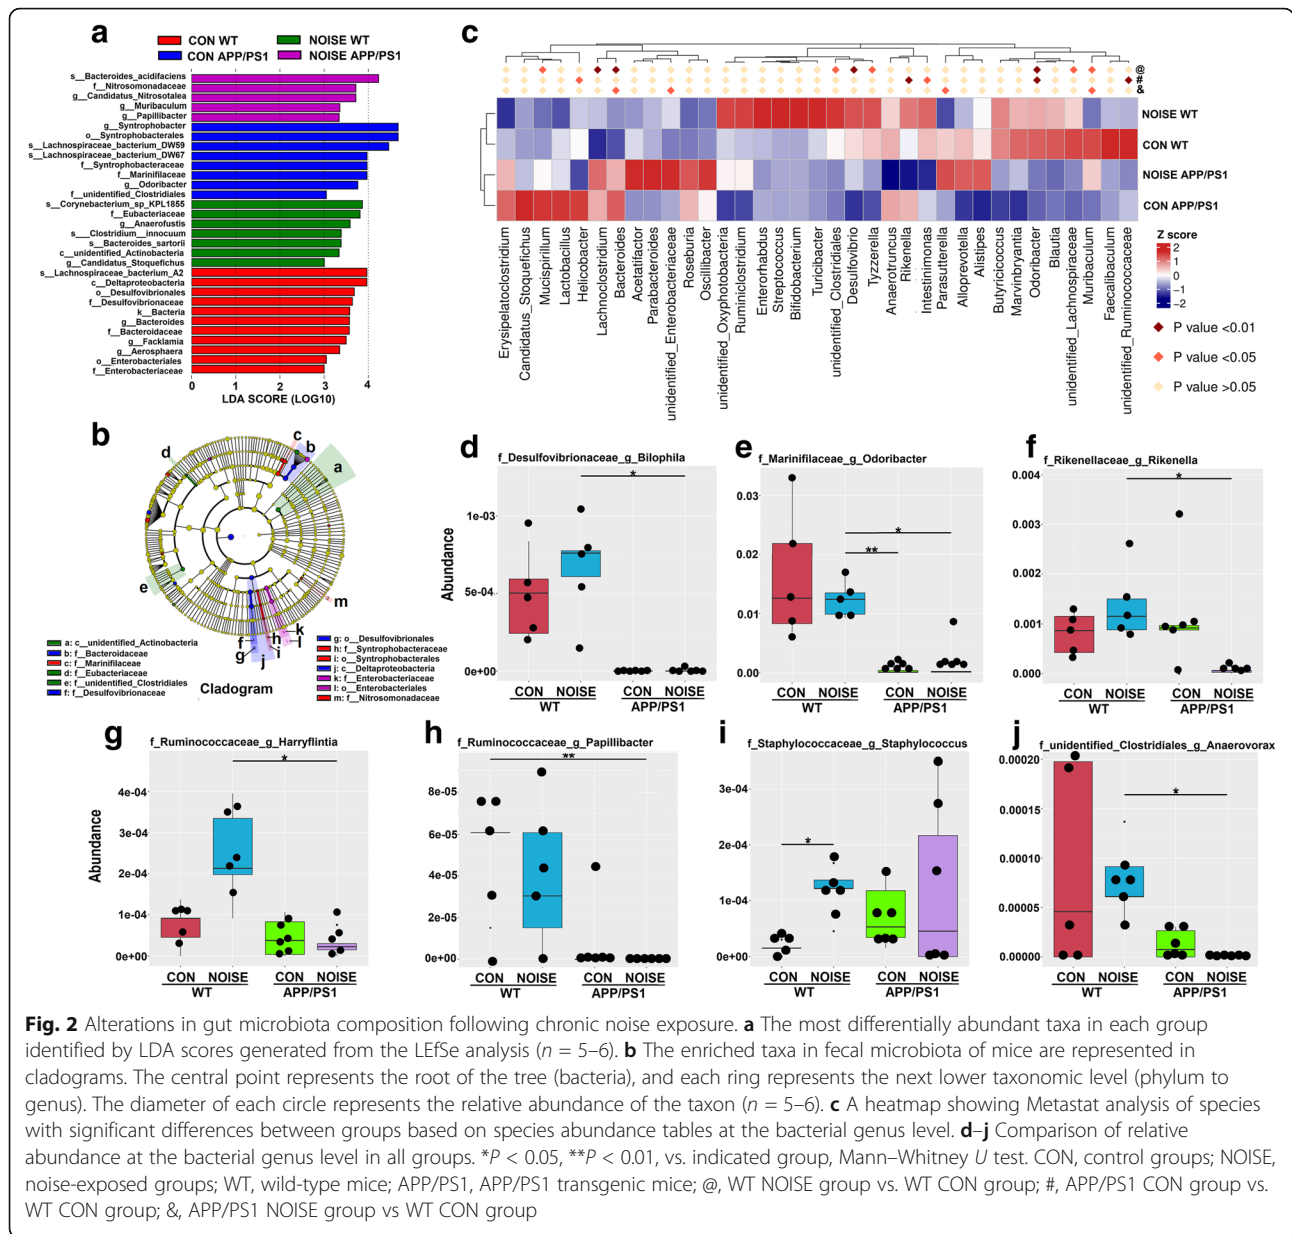 a
CON WT
NOISE WT
CON APP/PS1
NOISE APP/PS1
s__Bacteroides_acidifaciens
f__Nitrosomonadaceae
g__Candidatus_Nitrosotalea
g__Muribaculum
g__Papillibacter
g__Syntrophobacter
o__Syntrophobacterales
s__Lachnospiraceae_bacterium_DW59
s__Lachnospiraceae_bacterium_DW67
f__Syntrophobacteraceae
f__Marinifilaceae
g__Odoribacter
f__unidentified_Clostridiales
s__Corynebacterium_sp_KPL1855
f__Eubacteriaceae
g__Anaerofustis
s___Clostridium__innocuum
s__Bacteroides_sartorii
c__unidentified_Actinobacteria
g__Candidatus_Stoquefichus
s__Lachnospiraceae_bacterium_A2
c__Deltaproteobacteria
o__Desulfovibrionales
f__Desulfovibrionaceae
k__Bacteria
g__Bacteroides
f__Bacteroidaceae
g__Facklamia
g__Aerosphaera
o__Enterobacteriales
f__Enterobacteriaceae
0 1 2 3 4
LDA SCORE (LOG10)
c
@
#
&
NOISE WT
CON WT
NOISE APP/PS1
CON APP/PS1
Erysipelatoclostridium
Candidatus_Stoquefichus
Mucispirillum
Lactobacillus
Helicobacter
Lachnoclostridium
Bacteroides
Acetatifactor
Parabacteroides
unidentified_Enterobacteriaceae
Roseburia
Oscillibacter
unidentified_Oxyphotobacteria
Ruminiclostridium
Enterorhabdus
Streptococcus
Bifidobacterium
Turicibacter
unidentified_Clostridiales
Desulfovibrio
Tyzzerella
Anaerotruncus
Rikenella
Intestinimonas
Parasutterella
Alloprevotella
Alistipes
Butyricicoccus
Marvinbryantia
Odoribacter
Blautia
unidentified_Lachnospiraceae
Muribaculum
Faecalibaculum
unidentified_Ruminococcaceae
Z score
2
1
0
−1
−2
P value <0.01
P value <0.05
P value >0.05
b
a
b
c
d
e
f
g
h
i
j
k
l
m
a: c__unidentified_Actinobacteria
b: f__Bacteroidaceae
c: f__Marinifilaceae
d: f__Eubacteriaceae
e: f__unidentified_Clostridiales
f: f__Desulfovibrionaceae
g: o__Desulfovibrionales
h: f__Syntrophobacteraceae
i: o__Syntrophobacterales
j: c__Deltaproteobacteria
k: f__Enterobacteriaceae
l: o__Enterobacteriales
m: f__Nitrosomonadaceae
Cladogram
d
f_Desulfovibrionaceae_g_Bilophila
Abundance
1e-03
5e-04
0e+00
*
CON NOISE CON NOISE
WT APP/PS1
e
f_Marinifilaceae_g_Odoribacter
0.03
0.02
0.01
0.00
*
**
CON NOISE CON NOISE
WT APP/PS1
f
f_Rikenellaceae_g_Rikenella
0.004
0.003
0.002
0.001
0.000
*
CON NOISE CON NOISE
WT APP/PS1
g
f_Ruminococcaceae_g_Harryflintia
Abundance
4e-04
3e-04
2e-04
1e-04
0e+00
*
CON NOISE CON NOISE
WT APP/PS1
h
f_Ruminococcaceae_g_Papillibacter
8e-05
6e-05
4e-05
2e-05
0e+00
**
CON NOISE CON NOISE
WT APP/PS1
i
f_Staphylococcaceae_g_Staphylococcus
3e-04
2e-04
1e-04
0e+00
*
CON NOISE CON NOISE
WT APP/PS1
j
f_unidentified_Clostridiales_g_Anaerovorax
0.00020
0.00015
0.00010
0.00005
0.00000
*
CON NOISE CON NOISE
WT APP/PS1
Fig. 2 Alterations in gut microbiota composition following chronic noise exposure. a The most differentially abundant taxa in each group
identified by LDA scores generated from the LEfSe analysis (n = 5–6). b The enriched taxa in fecal microbiota of mice are represented in
cladograms. The central point represents the root of the tree (bacteria), and each ring represents the next lower taxonomic level (phylum to
genus). The diameter of each circle represents the relative abundance of the taxon (n = 5–6). c A heatmap showing Metastat analysis of species
with significant differences between groups based on species abundance tables at the bacterial genus level. d–j Comparison of relative
abundance at the bacterial genus level in all groups. *P < 0.05, **P < 0.01, vs. indicated group, Mann–Whitney U test. CON, control groups; NOISE,
noise-exposed groups; WT, wild-type mice; APP/PS1, APP/PS1 transgenic mice; @, WT NOISE group vs. WT CON group; #, APP/PS1 CON group vs.
WT CON group; &, APP/PS1 NOISE group vs WT CON group